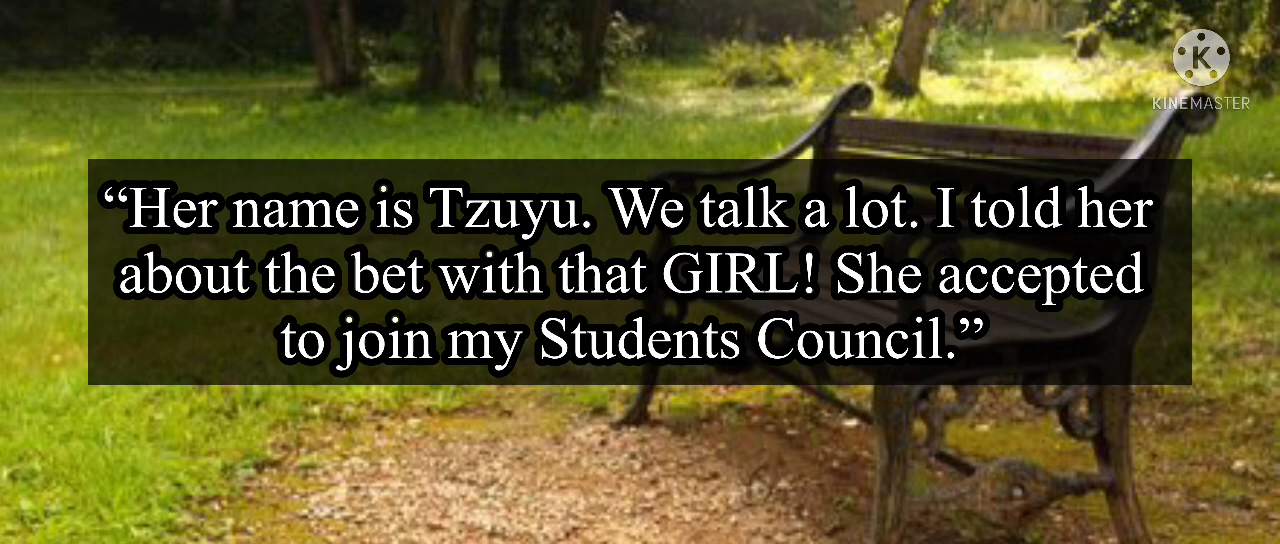 KINEMASTER
“Her name is Tzuyu. We talk a lot. I told her
about the bet with that GIRL! She accepted
to join my Students Council.”